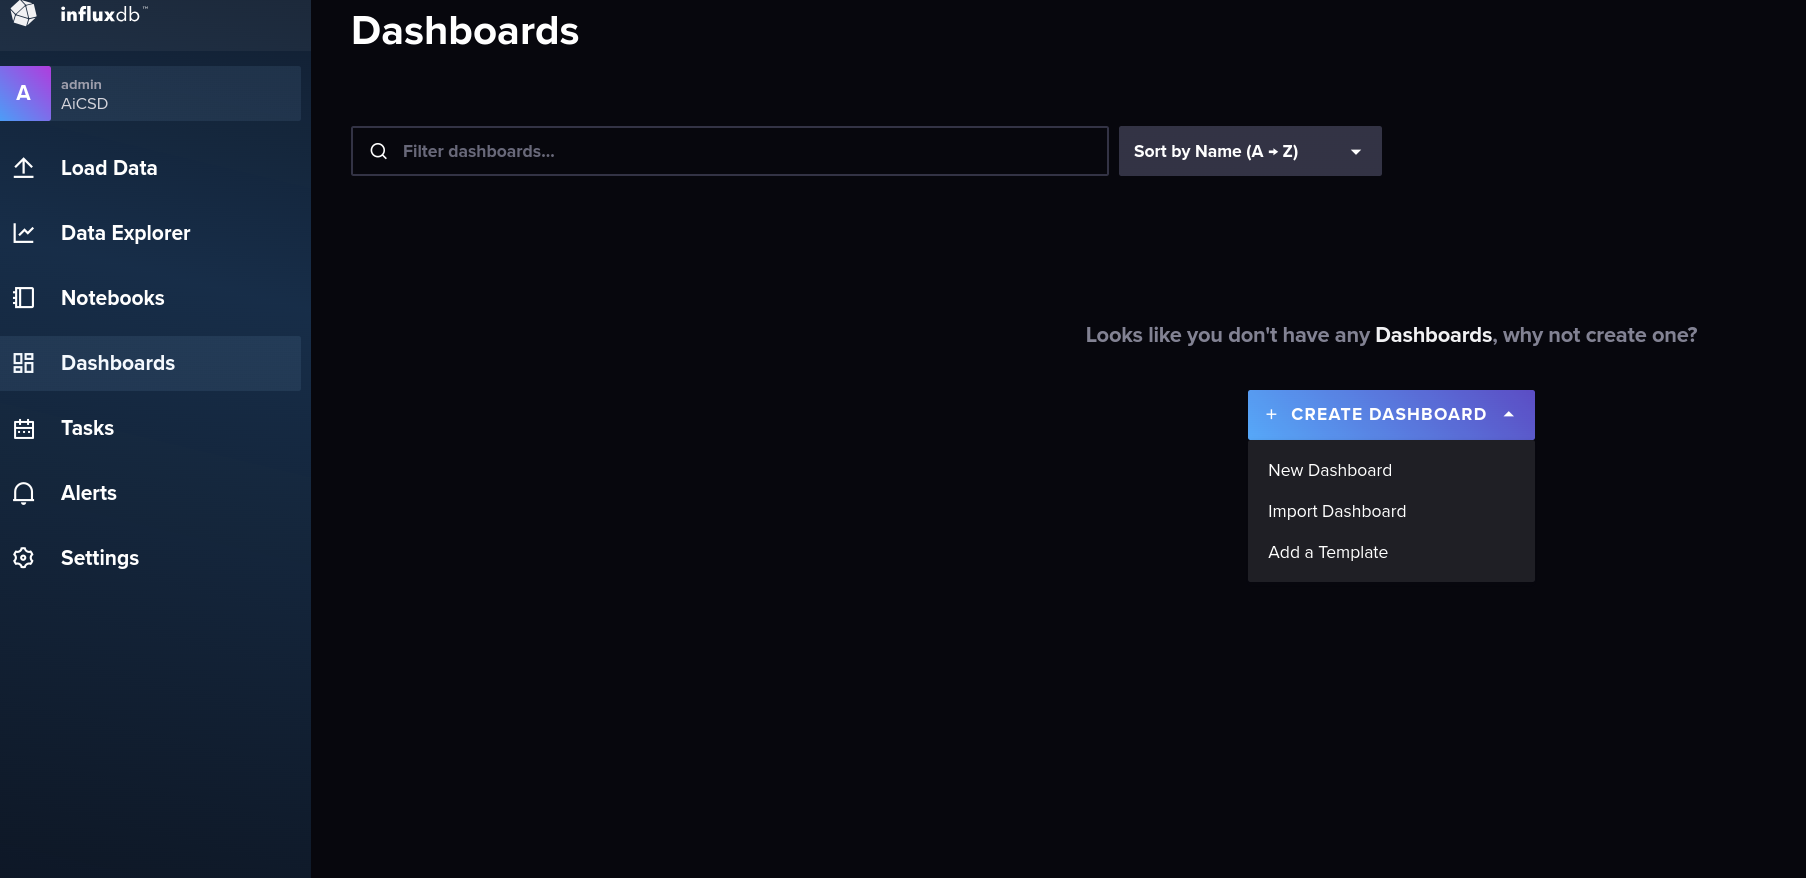 influxdb™
Dashboards
A
admin
AiCSD
Load Data
Data Explorer
Notebooks
Dashboards
Tasks
Alerts
Settings
Filter dashboards...
Sort by Name (A → Z)
Looks like you don't have any Dashboards, why not create one?
+ CREATE DASHBOARD
New Dashboard
Import Dashboard
Add a Template